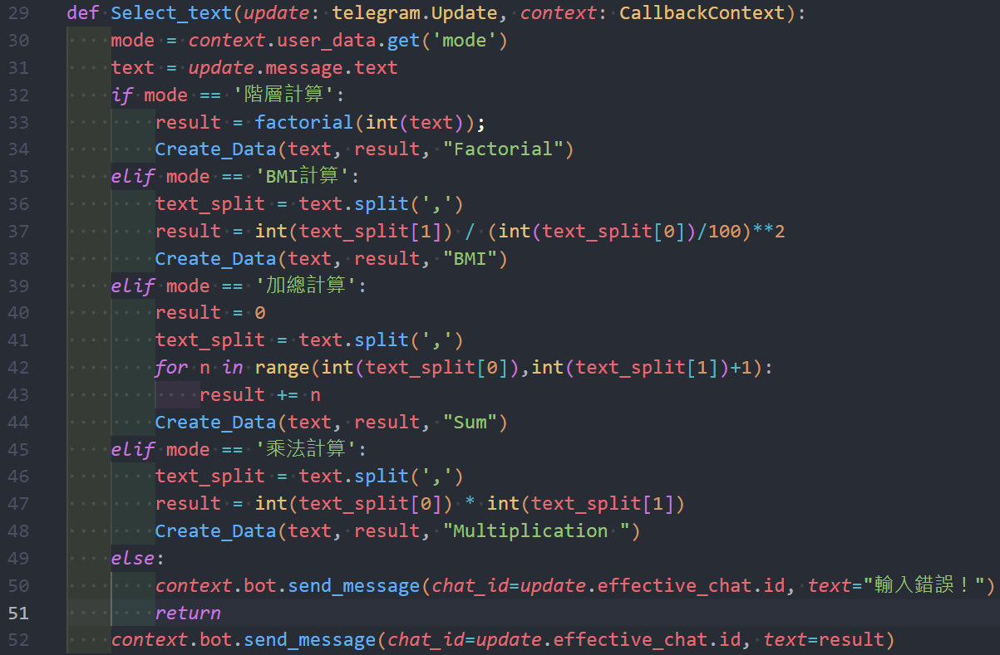 29 def Select_text(update: telegram.Update, context: CallbackContext):
30     mode = context.user_data.get('mode')
31     text = update.message.text
32     if mode == '階層計算':
33         result = factorial(int(text));
34         Create_Data(text, result, "Factorial")
35     elif mode == 'BMI計算':
36         text_split = text.split(',')
37         result = int(text_split[1]) / (int(text_split[0])/100)**2
38         Create_Data(text, result, "BMI")
39     elif mode == '加總計算':
40         result = 0
41         text_split = text.split(',')
42         for n in range(int(text_split[0]),int(text_split[1])+1):
43             result += n
44         Create_Data(text, result, "Sum")
45     elif mode == '乘法計算':
46         text_split = text.split(',')
47         result = int(text_split[0]) * int(text_split[1])
48         Create_Data(text, result, "Multiplication ")
49     else:
50         context.bot.send_message(chat_id=update.effective_chat.id, text="輸入錯誤！")
51         return
52     context.bot.send_message(chat_id=update.effective_chat.id, text=result)